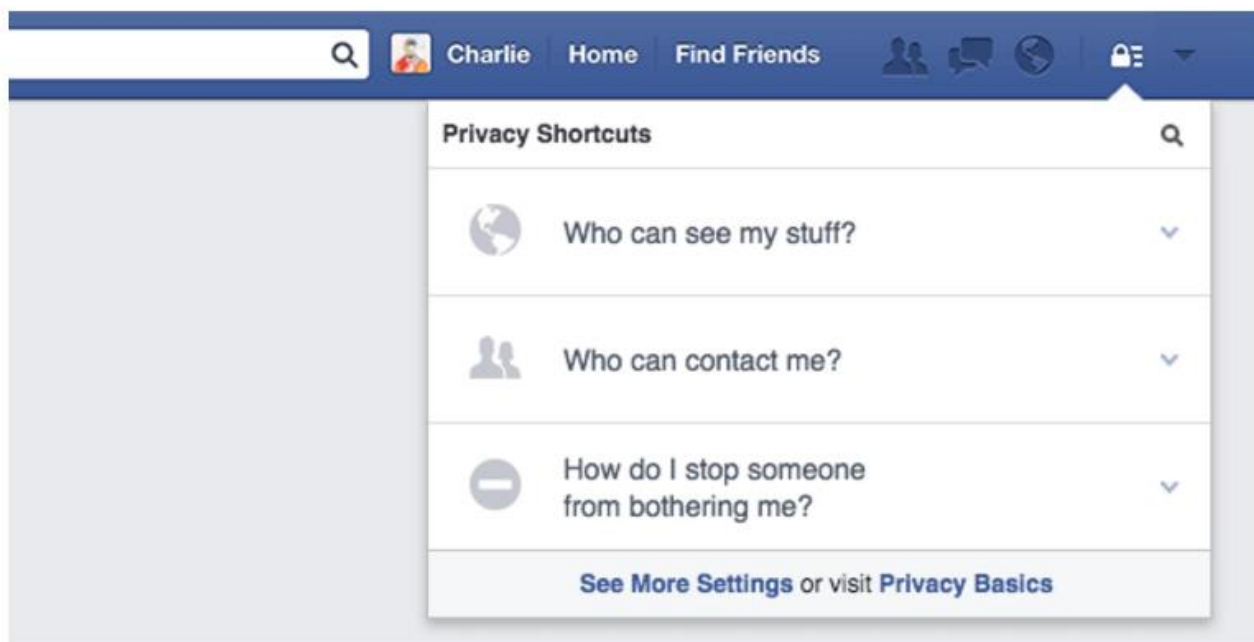 Charlie Home Find Friends
Privacy Shortcuts
Who can see my stuff?
Who can contact me?
How do I stop someone
from bothering me?
See More Settings or visit Privacy Basics